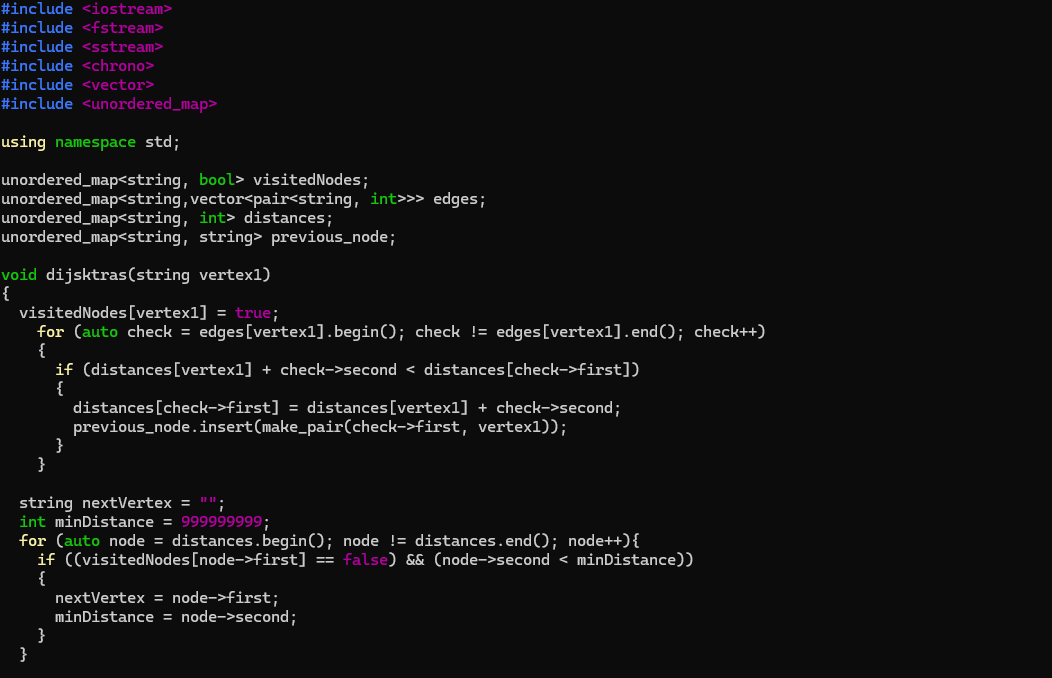 #include <iostream>
#include <fstream>
#include <sstream>
#include <chrono>
#include <vector>
#include <unordered_map>

using namespace std;

unordered_map<string, bool> visitedNodes;
unordered_map<string,vector<pair<string, int>>> edges;
unordered_map<string, int> distances;
unordered_map<string, string> previous_node;

void dijsktras(string vertex1)
{
  visitedNodes[vertex1] = true;
    for (auto check = edges[vertex1].begin(); check != edges[vertex1].end(); check++)
    {
      if (distances[vertex1] + check->second < distances[check->first])
      {
        distances[check->first] = distances[vertex1] + check->second;
        previous_node.insert(make_pair(check->first, vertex1));
      }
    }

  string nextVertex = "";
  int minDistance = 999999999;
  for (auto node = distances.begin(); node != distances.end(); node++){
    if ((visitedNodes[node->first] == false) && (node->second < minDistance))
    {
      nextVertex = node->first;
      minDistance = node->second;
    }
  }